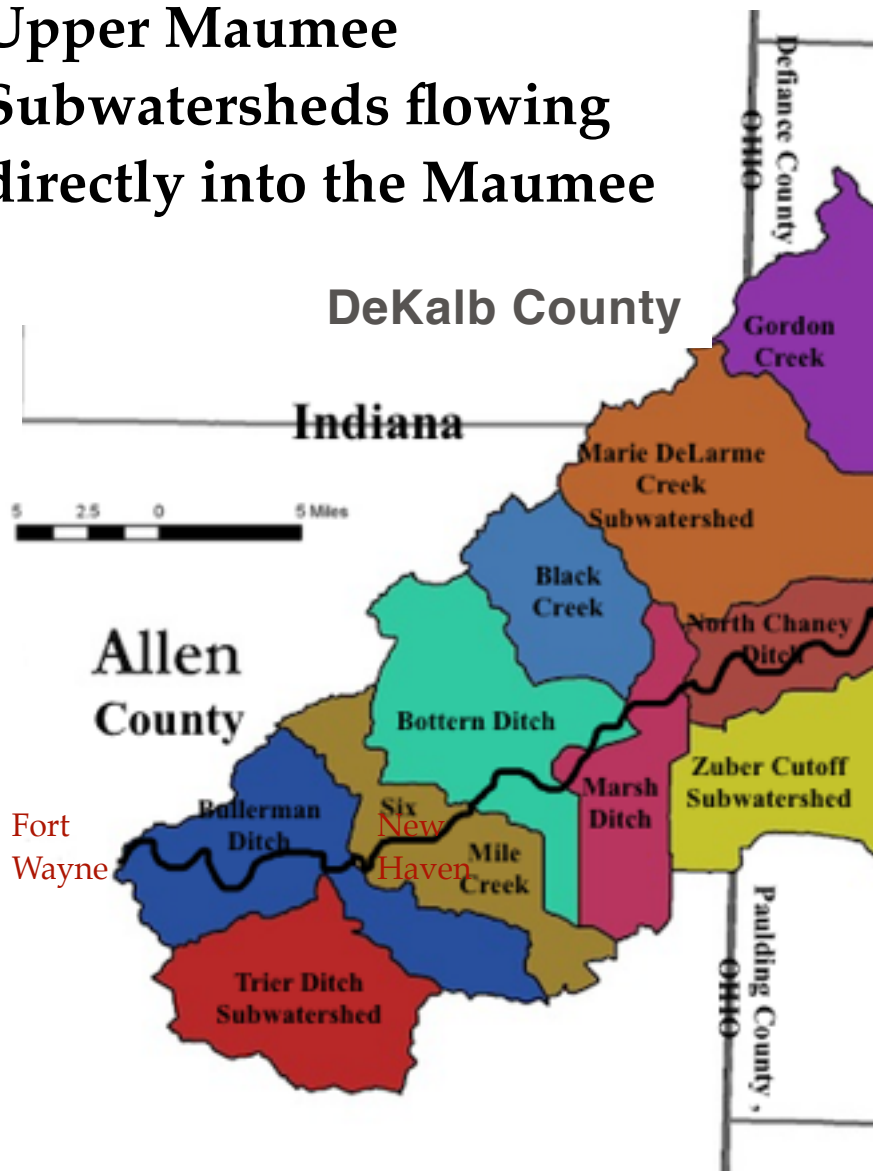 Upper Maumee
Subwatersheds flowing
directly into the Maumee
Defiance County
OHIO
DeKalb County
Gordon
Creek
Indiana
Marie DeLarme
Creek
Subwatershed
5 2.5 0 5 Miles
Black
Creek
North Chaney
Ditch
Allen
County
Bottern Ditch
Zuber Cutoff
Subwatershed
Marsh
Ditch
Bullerman
Ditch
Six
Mile
Creek
Fort
Wayne
New
Haven
Trier Ditch
Subwatershed
Paulding County ,
OHIO